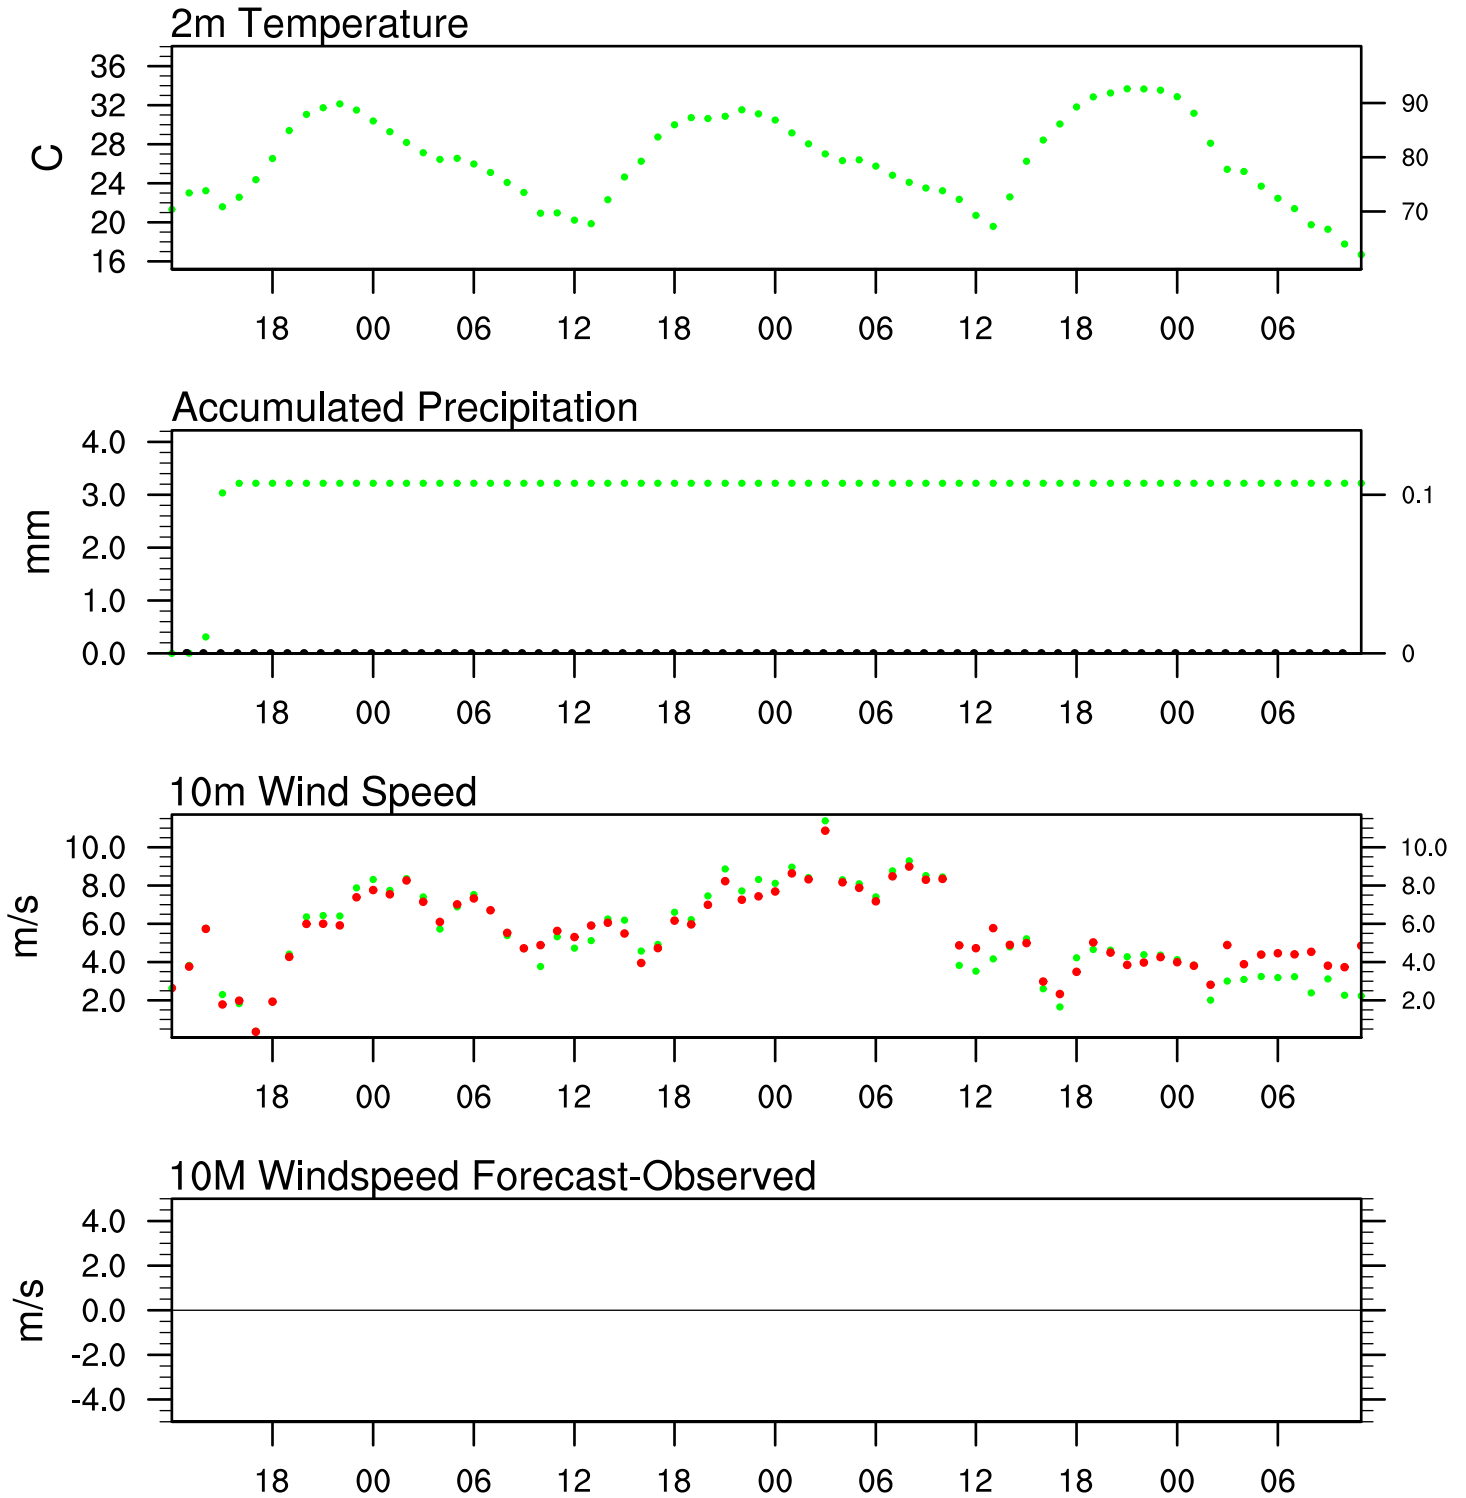 2m Temperature
36
32
28
24
20
16
C
90
80
70
18 00 06 12 18 00 06 12 18 00 06
Accumulated Precipitation
4.0
3.0
2.0
1.0
0.0
mm
0.1
0
18 00 06 12 18 00 06 12 18 00 06
10m Wind Speed
10.0
8.0
6.0
4.0
2.0
m/s
10.0
8.0
6.0
4.0
2.0
18 00 06 12 18 00 06 12 18 00 06
10M Windspeed Forecast-Observed
4.0
2.0
0.0
-2.0
-4.0
m/s
18 00 06 12 18 00 06 12 18 00 06